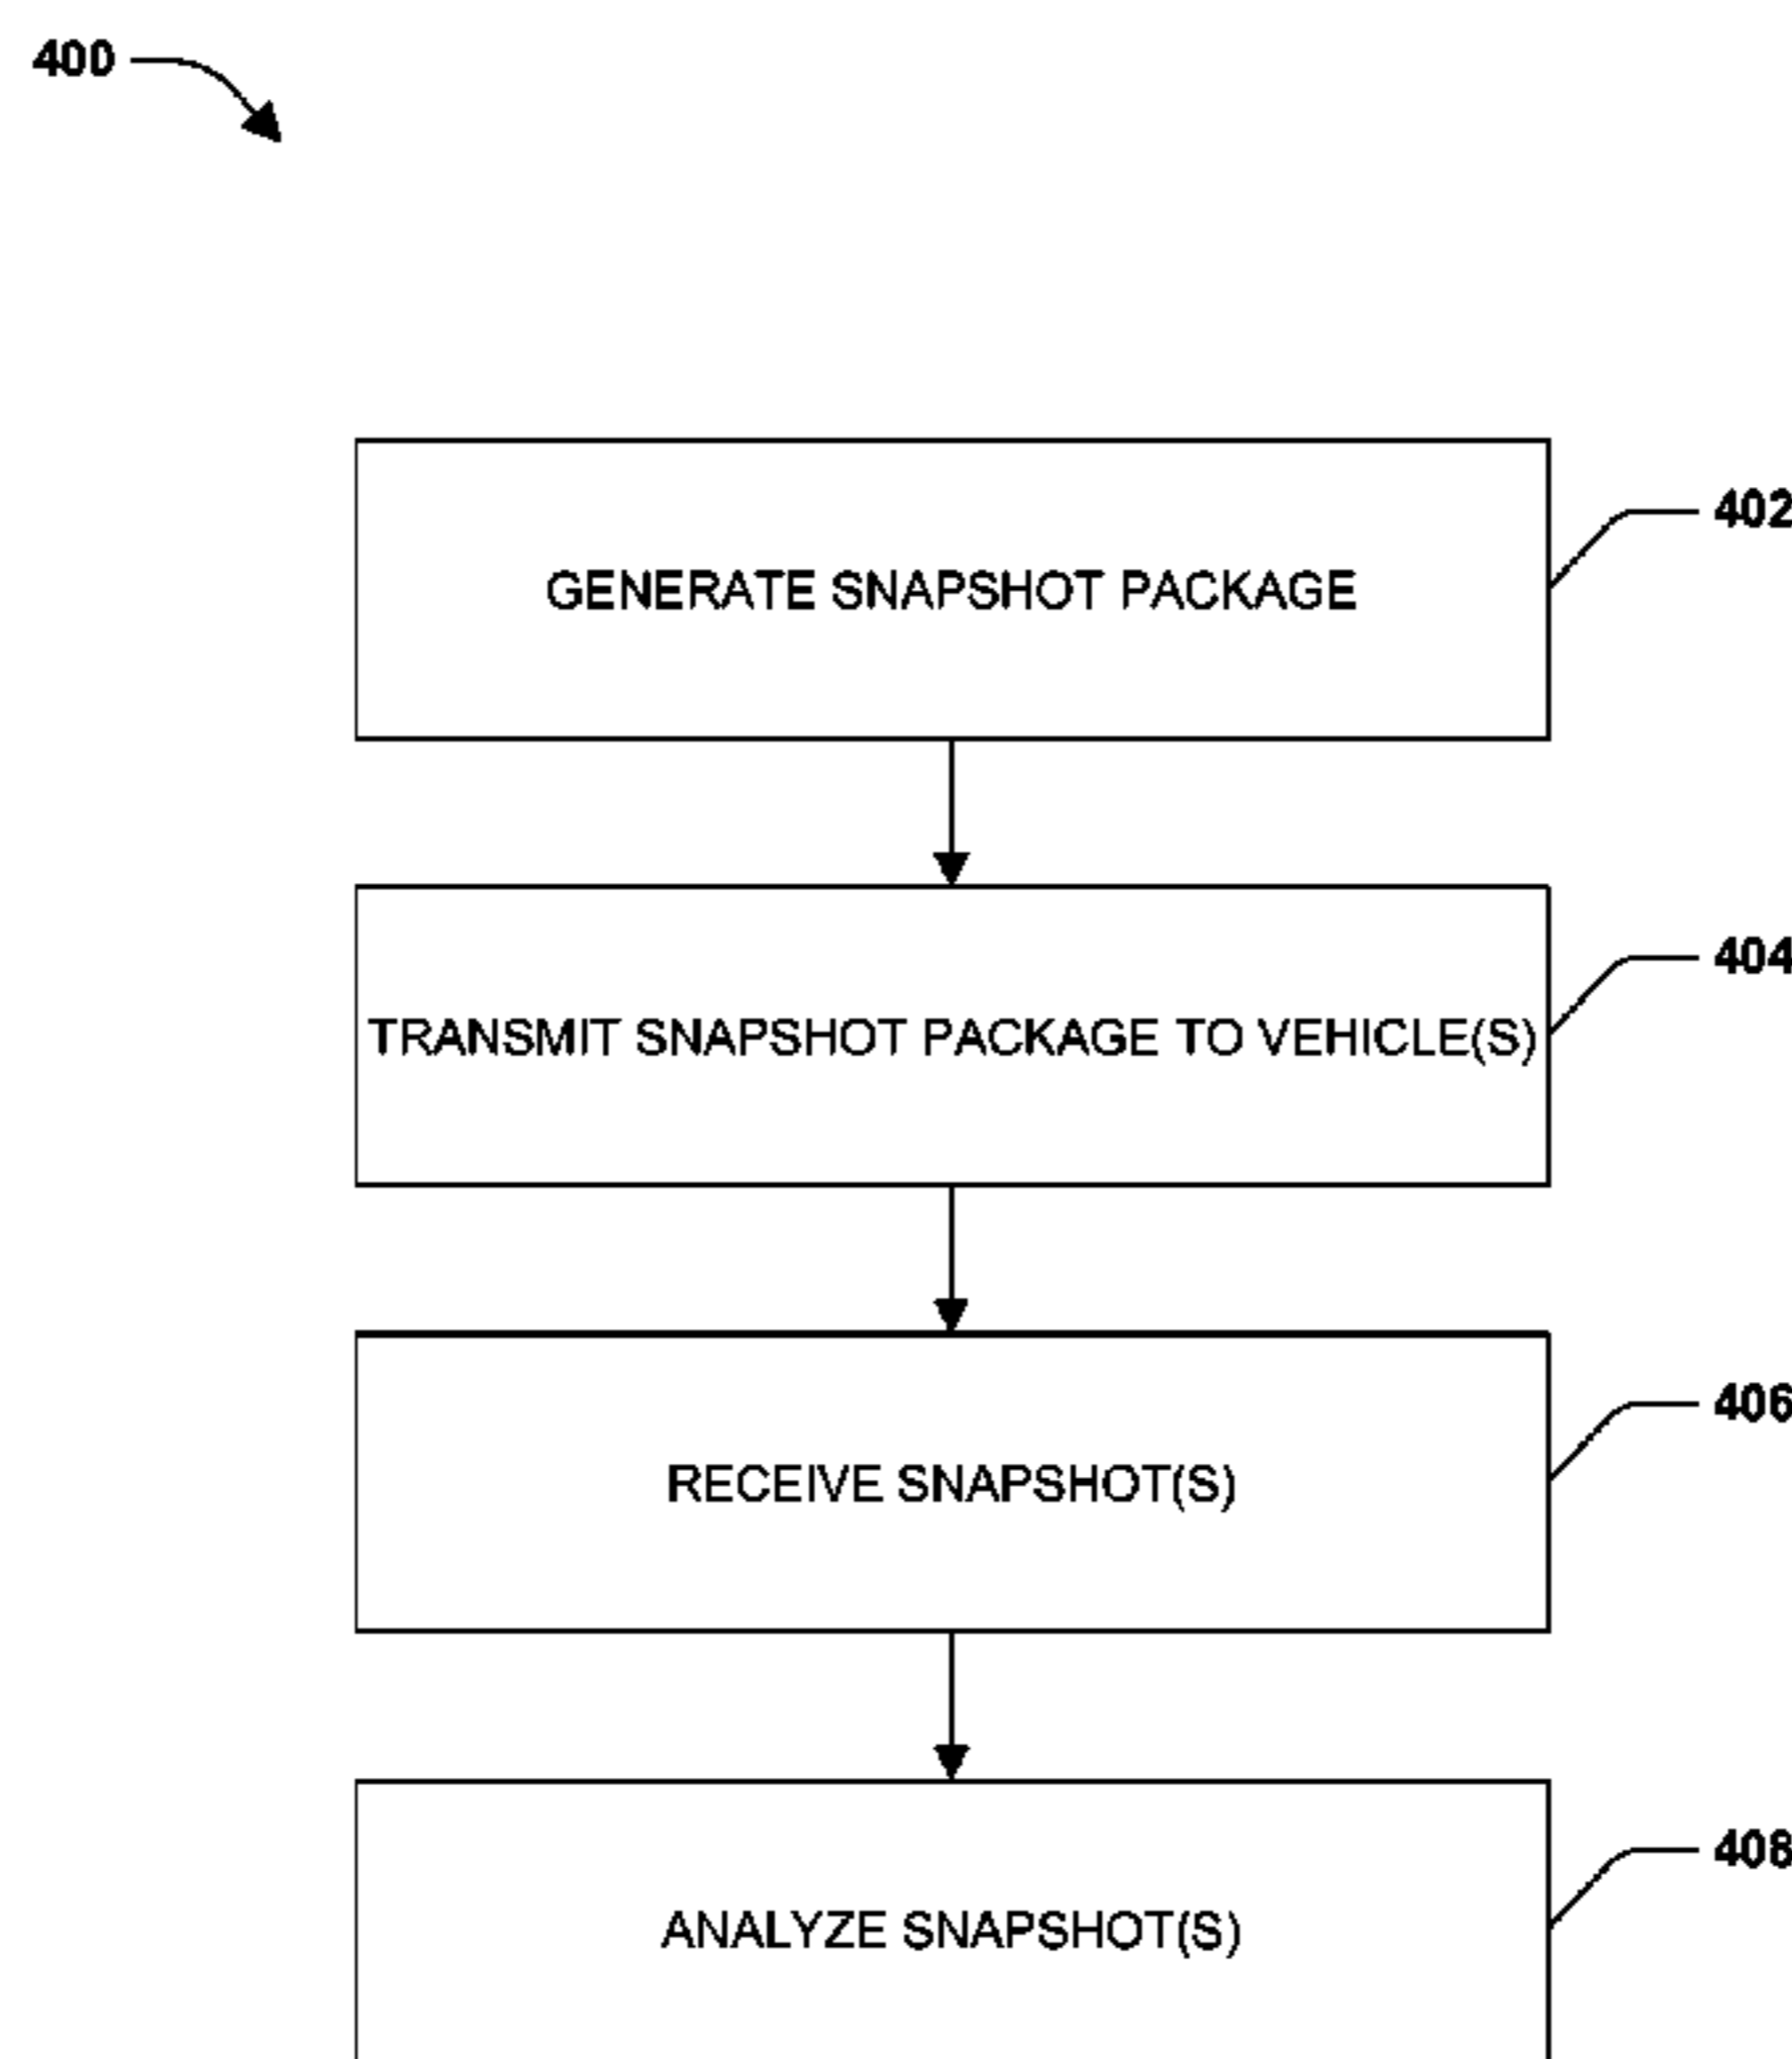 400
GENERATE SNAPSHOT PACKAGE
402
TRANSMIT SNAPSHOT PACKAGE TO VEHICLE(S)
404
RECEIVE SNAPSHOT(S)
406
ANALYZE SNAPSHOT(S)
408